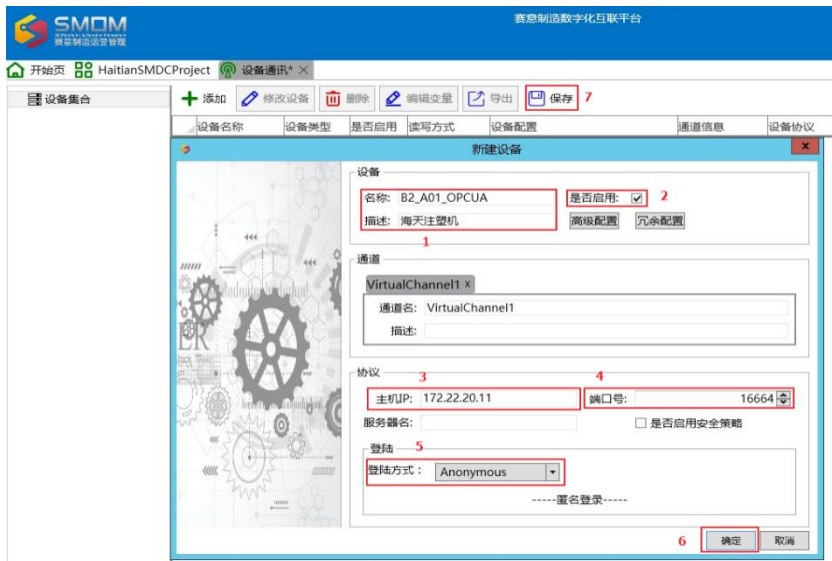 赛意制造数字化互联平台
SMOM
赛意制造运营管理
开始页 HaitianSMDCProject 设备通讯* ×
设备集合
添加 修改设备 删除 编辑变量 导出 保存 7
设备名称 设备类型 是否启用 读写方式 设备配置 通道信息 设备协议
新建设备 x
设备
名称: B2_A01_OPCUA 是否启用: 2
描述: 海天注塑机 高级配置 冗余配置
1
通道
VirtualChannel1 x
通道名: VirtualChannel1
描述:
协议
3 4
主机IP: 172.22.20.11 端口号: 16664
服务器名: 是否启用安全策略
登陆 5
登陆方式： Anonymous
-----匿名登录-----
6 确定 取消
ER